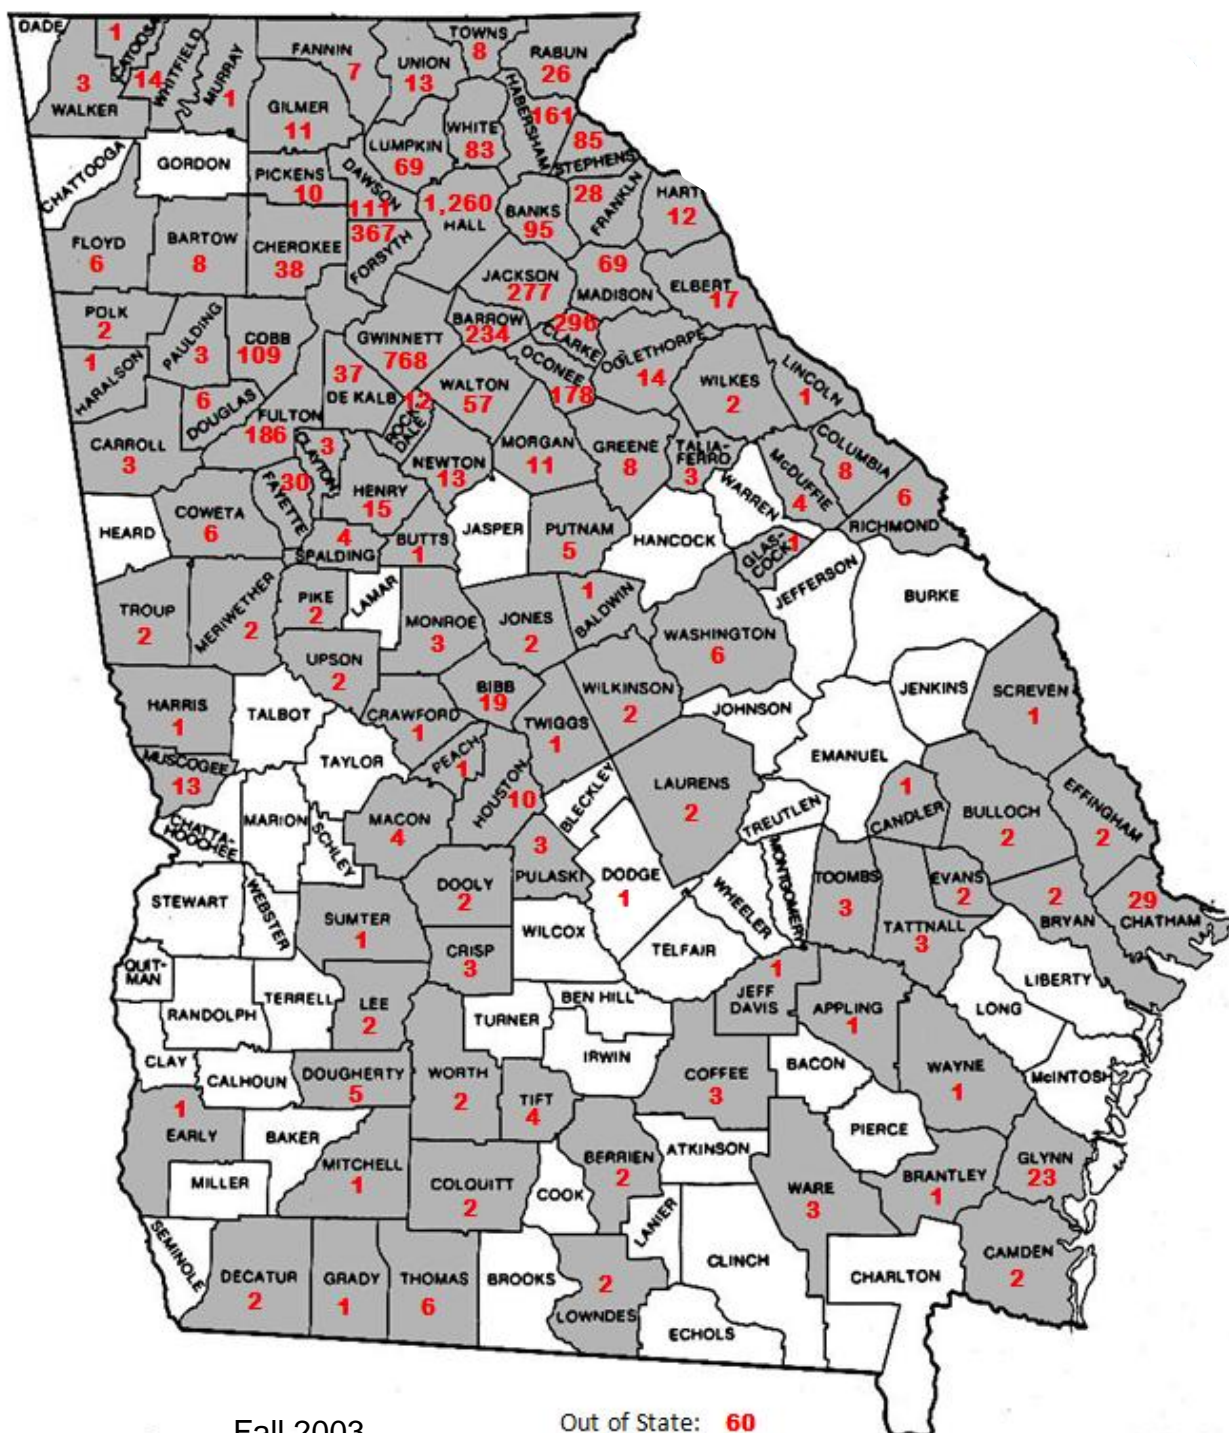 DADE
1
CATOOSA
14
WHITFIELD
MURRAY
1
3
WALKER
FANNIN
7
UNION
13
TOWNS
8
RABUN
26
GILMER
11
LUMPKIN
69
WHITE
83
HABERSHAM
161
85
STEPHENS
CHATTOOGA
GORDON
PICKENS
10
DAWSON
111
1,260
HALL
BANKS
95
28
FRANKLN
HART
12
FLOYD
6
BARTOW
8
CHEROKEE
38
367
FORSYTH
JACKSON
277
69
MADISON
ELBERT
17
POLK
2
PAULDING
3
COBB
109
GWINNETT
768
BARROW
234
296
CLARKE
OGLETHORPE
14
1
HARALSON
6
DOUGLAS
FULTON
186
37
DE KALB
12
ROCK-
DALE
WALTON
57
OCONEE
178
WILKES
2
LINCOLN
1
CARROLL
3
3
CLAYTON
30
FAYETTE
HENRY
15
NEWTON
13
MORGAN
11
GREENE
8
TALIA-
FERRO
3
McDUFFIE
4
COLUMBIA
8
6
RICHMOND
HEARD
COWETA
6
4
SPALDING
BUTTS
1
JASPER
PUTNAM
5
HANCOCK
WARREN
1
GLAS-
COCK
JEFFERSON
BURKE
TROUP
2
MERIWETHER
2
PIKE
2
LAMAR
MONROE
3
JONES
2
1
BALDWIN
WASHINGTON
6
UPSON
2
HARRIS
1
TALBOT
CRAWFORD
1
BIBB
19
TWIGGS
1
WILKINSON
2
JOHNSON
JENKINS
SCREVEN
1
MUSCOGEE
13
TAYLOR
PEACH
1
HOUSTON
10
BLECKLEY
LAURENS
2
EMANUEL
TREUTLEN
1
CANDLER
BULLOCH
2
EFFINGHAM
2
CHATTA-
HOOCHEE
MARION
SCHLEY
MACON
4
3
PULASKI
DODGE
1
WHEELER
MONTGOMERY
TOOMBS
3
EVANS
2
TATTNALL
3
2
BRYAN
29
CHATHAM
STEWART
WEBSTER
SUMTER
1
DOOLY
2
CRISP
3
WILCOX
TELFAIR
LIBERTY
LONG
QUIT-
MAN
RANDOLPH
TERRELL
LEE
2
TURNER
BEN HILL
IRWIN
1
JEFF
DAVIS
APPLING
1
CLAY
CALHOUN
DOUGHERTY
5
WORTH
2
TIFT
4
COFFEE
3
BACON
WAYNE
1
McINTOSH
1
EARLY
BAKER
MILLER
MITCHELL
1
COLQUITT
2
COOK
BERRIEN
2
ATKINSON
PIERCE
WARE
3
BRANTLEY
1
GLYNN
23
SEMINOLE
DECATUR
2
GRADY
1
THOMAS
6
BROOKS
2
LOWNDES
LANIER
CLINCH
ECHOLS
CHARLTON
CAMDEN
2
Fall 2003
Out of State: 60